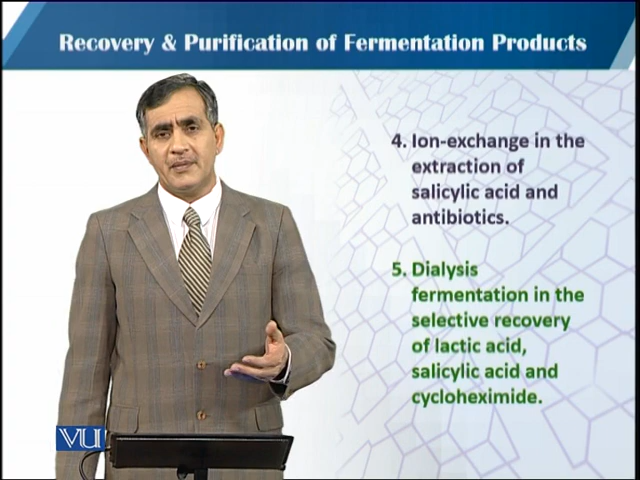 Recovery & Purification of Fermentation Products
4. Ion-exchange in the
extraction of
salicylic acid and
antibiotics.
5. Dialysis
fermentation in the
selective recovery
of lactic acid,
salicylic acid and
cycloheximide.
VU